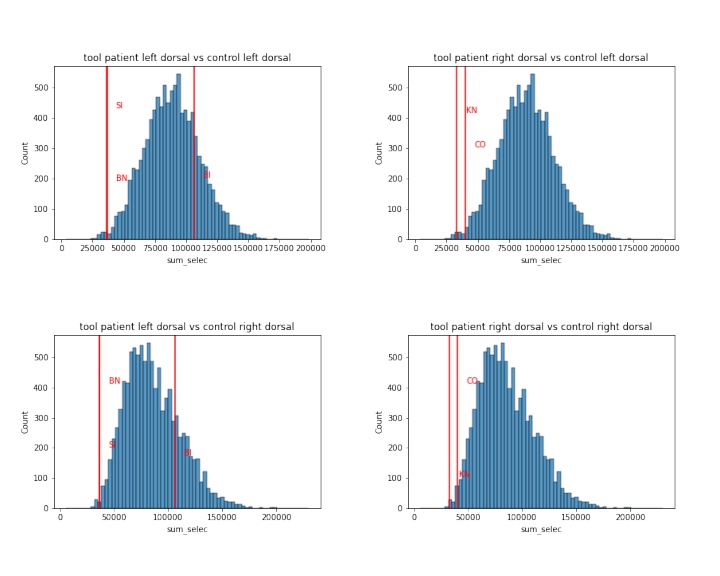 tool patient left dorsal vs control left dorsal
500
400
300
200
100
0
Count
SI
BN
BI
0 25000 50000 75000 100000 125000 150000 175000 200000
sum_selec
tool patient right dorsal vs control left dorsal
500
400
300
200
100
0
Count
KN
CO
0 25000 50000 75000 100000 125000 150000 175000 200000
sum_selec
tool patient left dorsal vs control right dorsal
500
400
300
200
100
0
Count
BN
SI
BI
0 50000 100000 150000 200000
sum_selec
tool patient right dorsal vs control right dorsal
500
400
300
200
100
0
Count
CO
KN
0 50000 100000 150000 200000
sum_selec